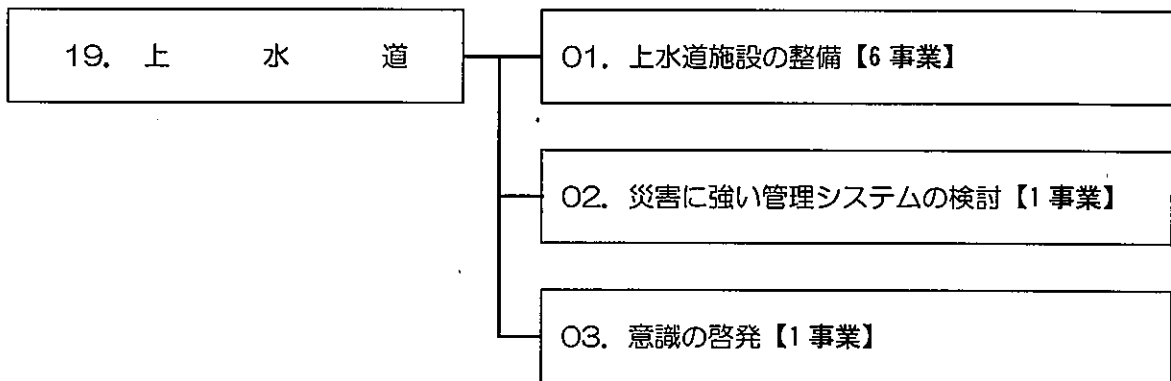 19. 上 水 道
01. 上水道施設の整備【6 事業】
02. 災害に強い管理システムの検討【1 事業】
03. 意識の啓発【1 事業】